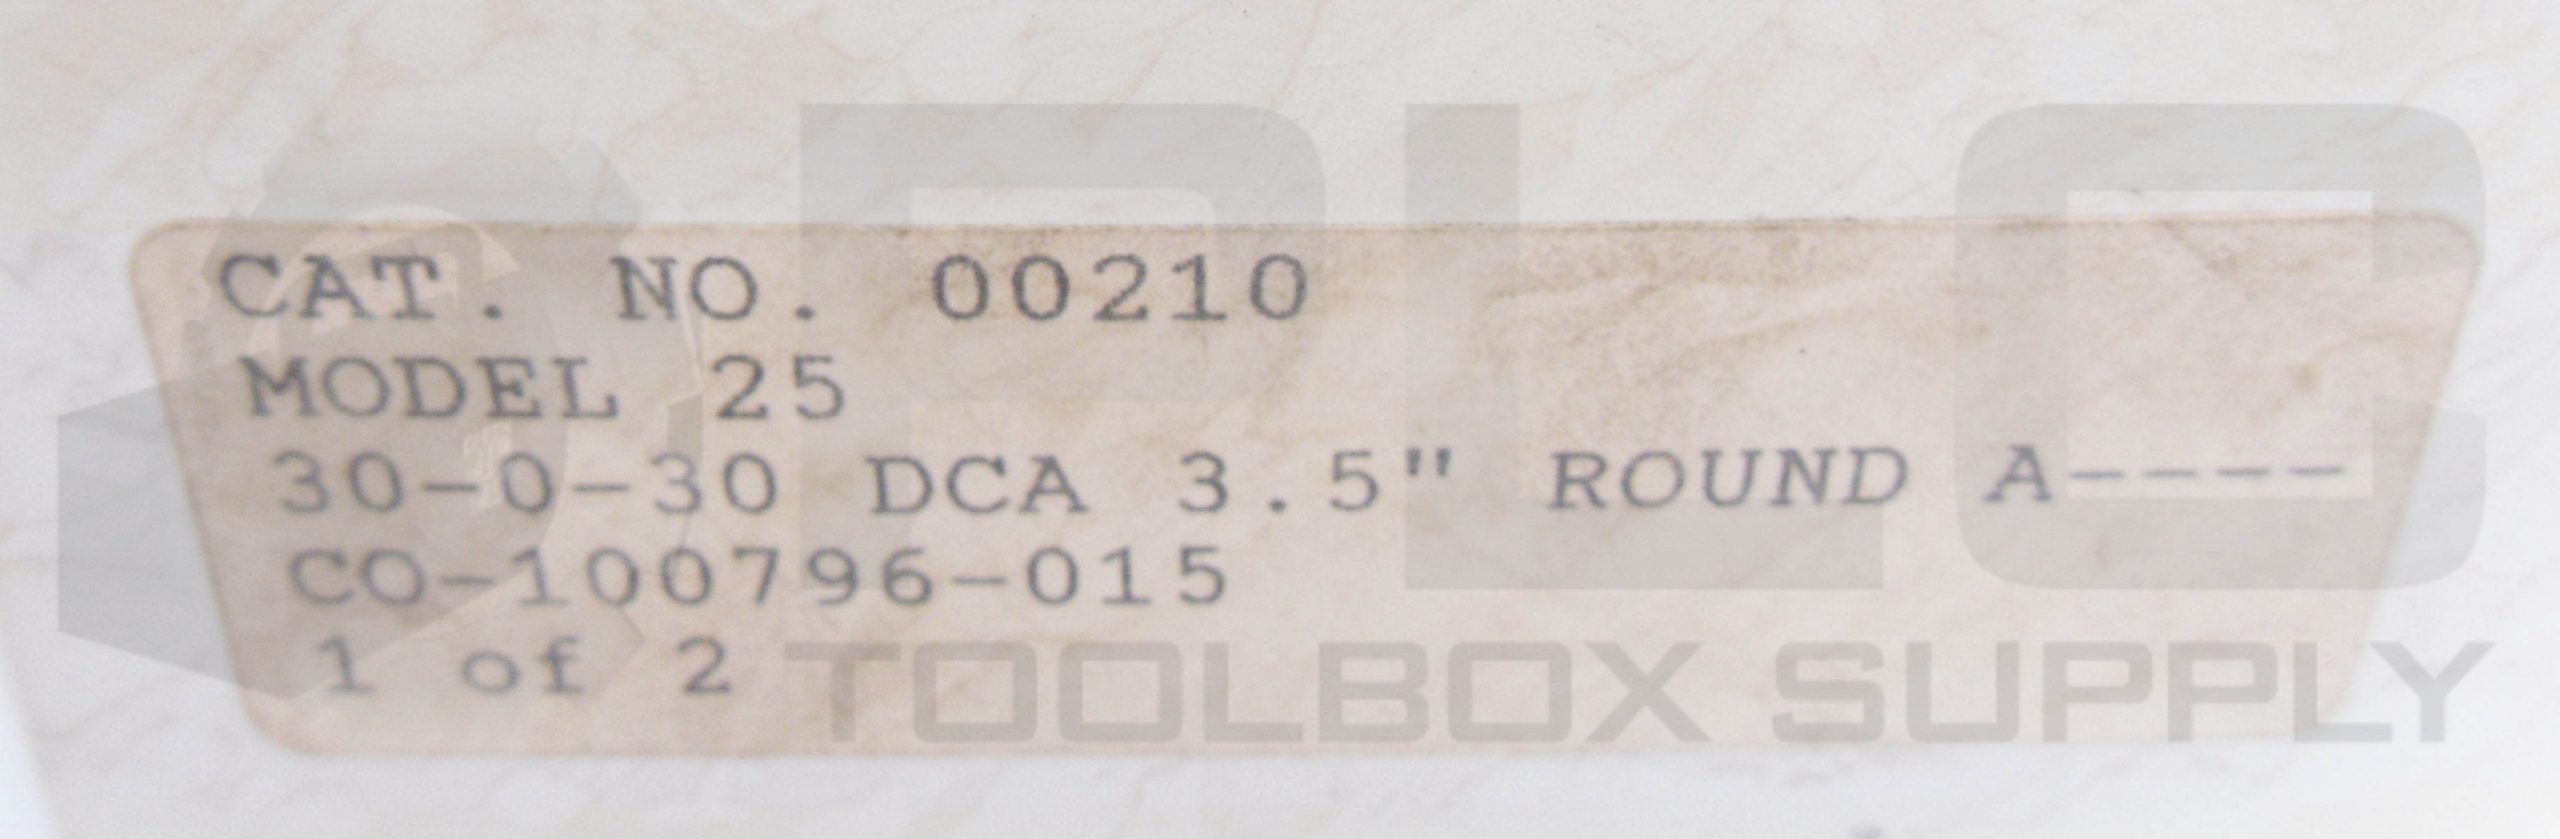 CAT. NO. 00210
MODEL 25
30-0-30 DCA 3.5" ROUND A----
CO-100796-015
1 of 2
PLC
TOOLBOX SUPPLY